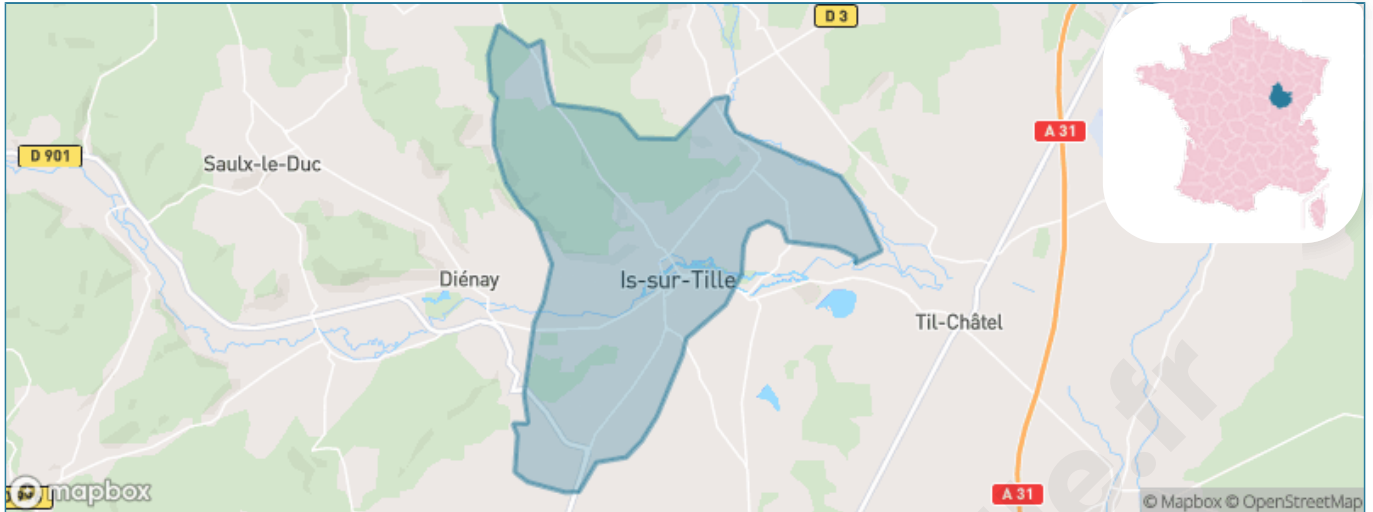 D 3
A 31
D 901
Saulx-le-Duc
Diénay
Is-sur-Tille
Til-Châtel
A 31
mapbox
© Mapbox © OpenStreetMap